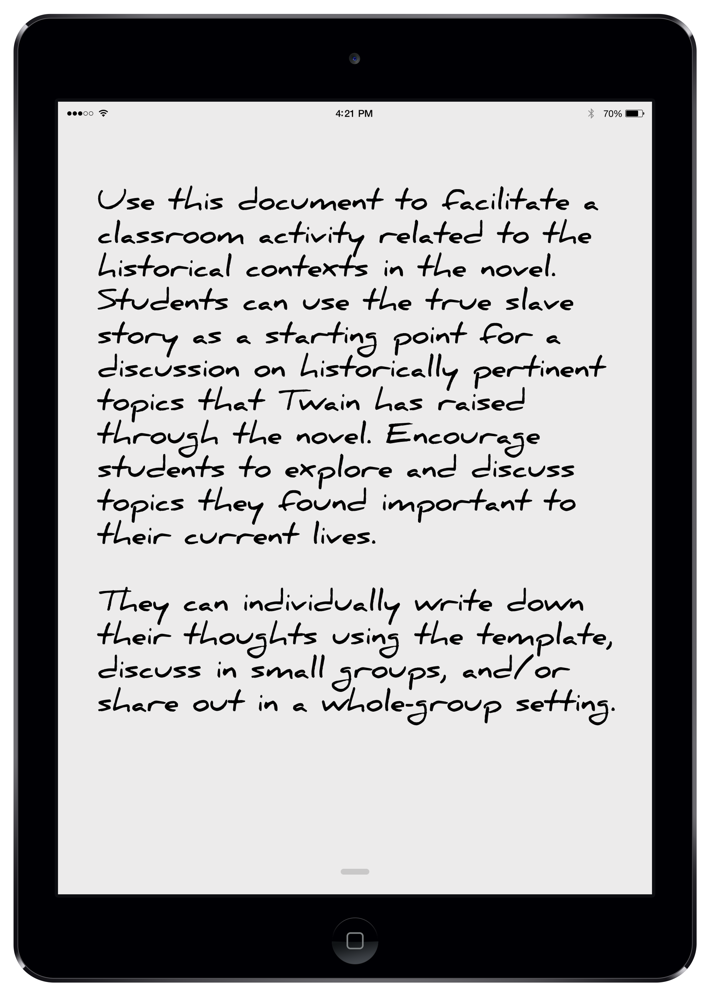 4:21 PM 70%
Use this document to facilitate a
classroom activity related to the
historical contexts in the novel.
Students can use the true slave
story as a starting point for a
discussion on historically pertinent
topics that Twain has raised
through the novel. Encourage
students to explore and discuss
topics they found important to
their current lives.
They can individually write down
their thoughts using the template,
discuss in small groups, and/or
share out in a whole-group setting.